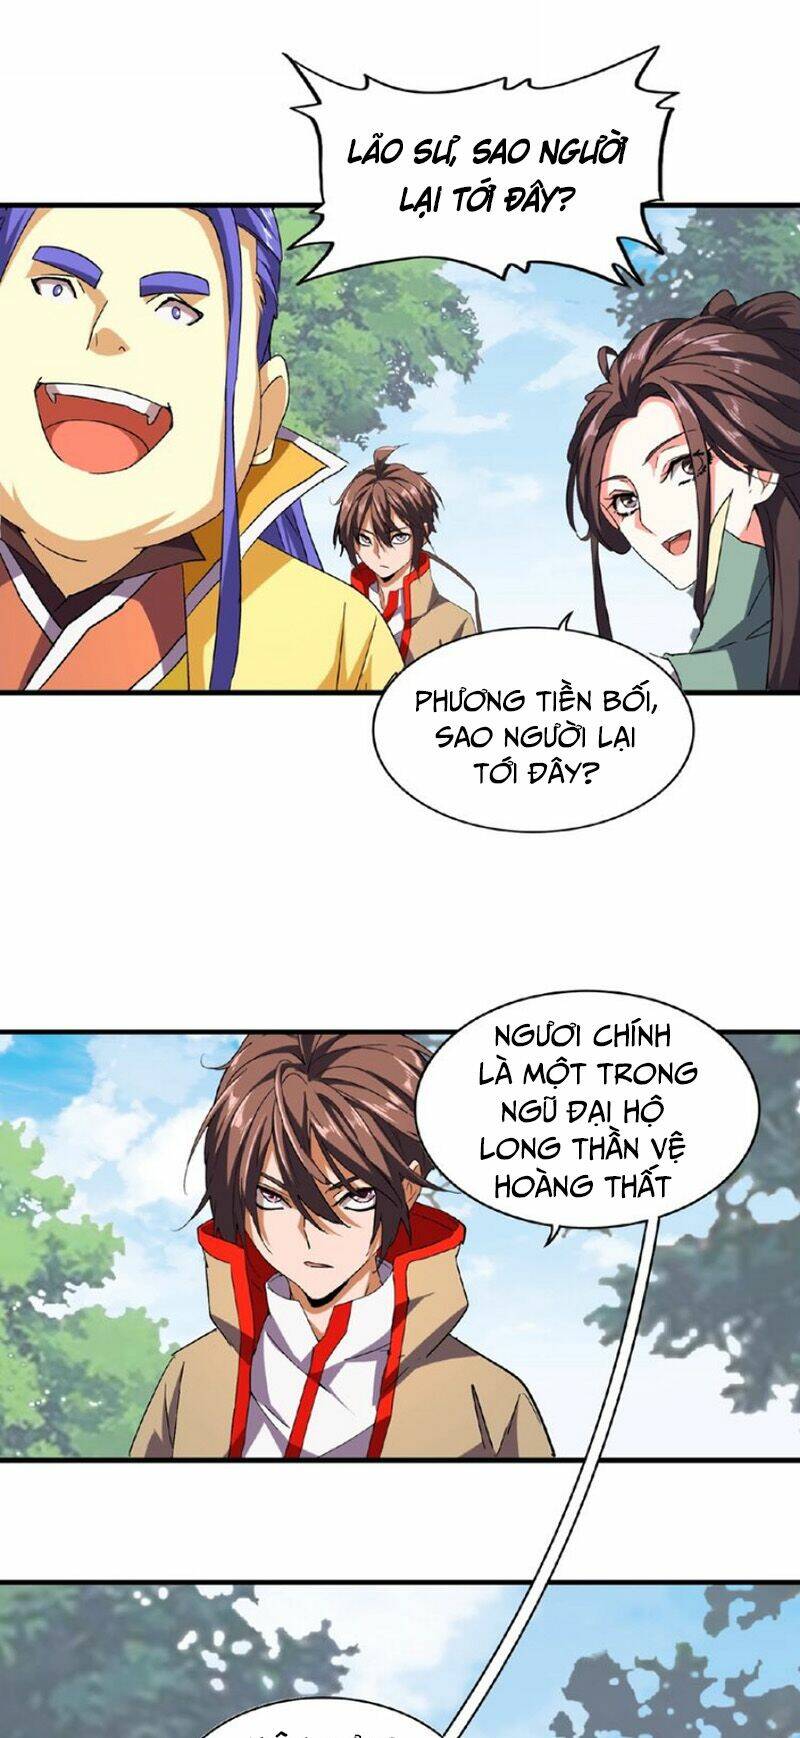 LÃO SƯ, SAO NGƯỜI
LẠI TỚI ĐÂY?
PHƯƠNG TIỀN BỐI,
SAO NGƯỜI LẠI
TỚI ĐÂY?
NGƯƠI CHÍNH
LÀ MỘT TRONG
NGŨ ĐẠI HỘ
LONG THẦN VỆ
HOÀNG THẤT